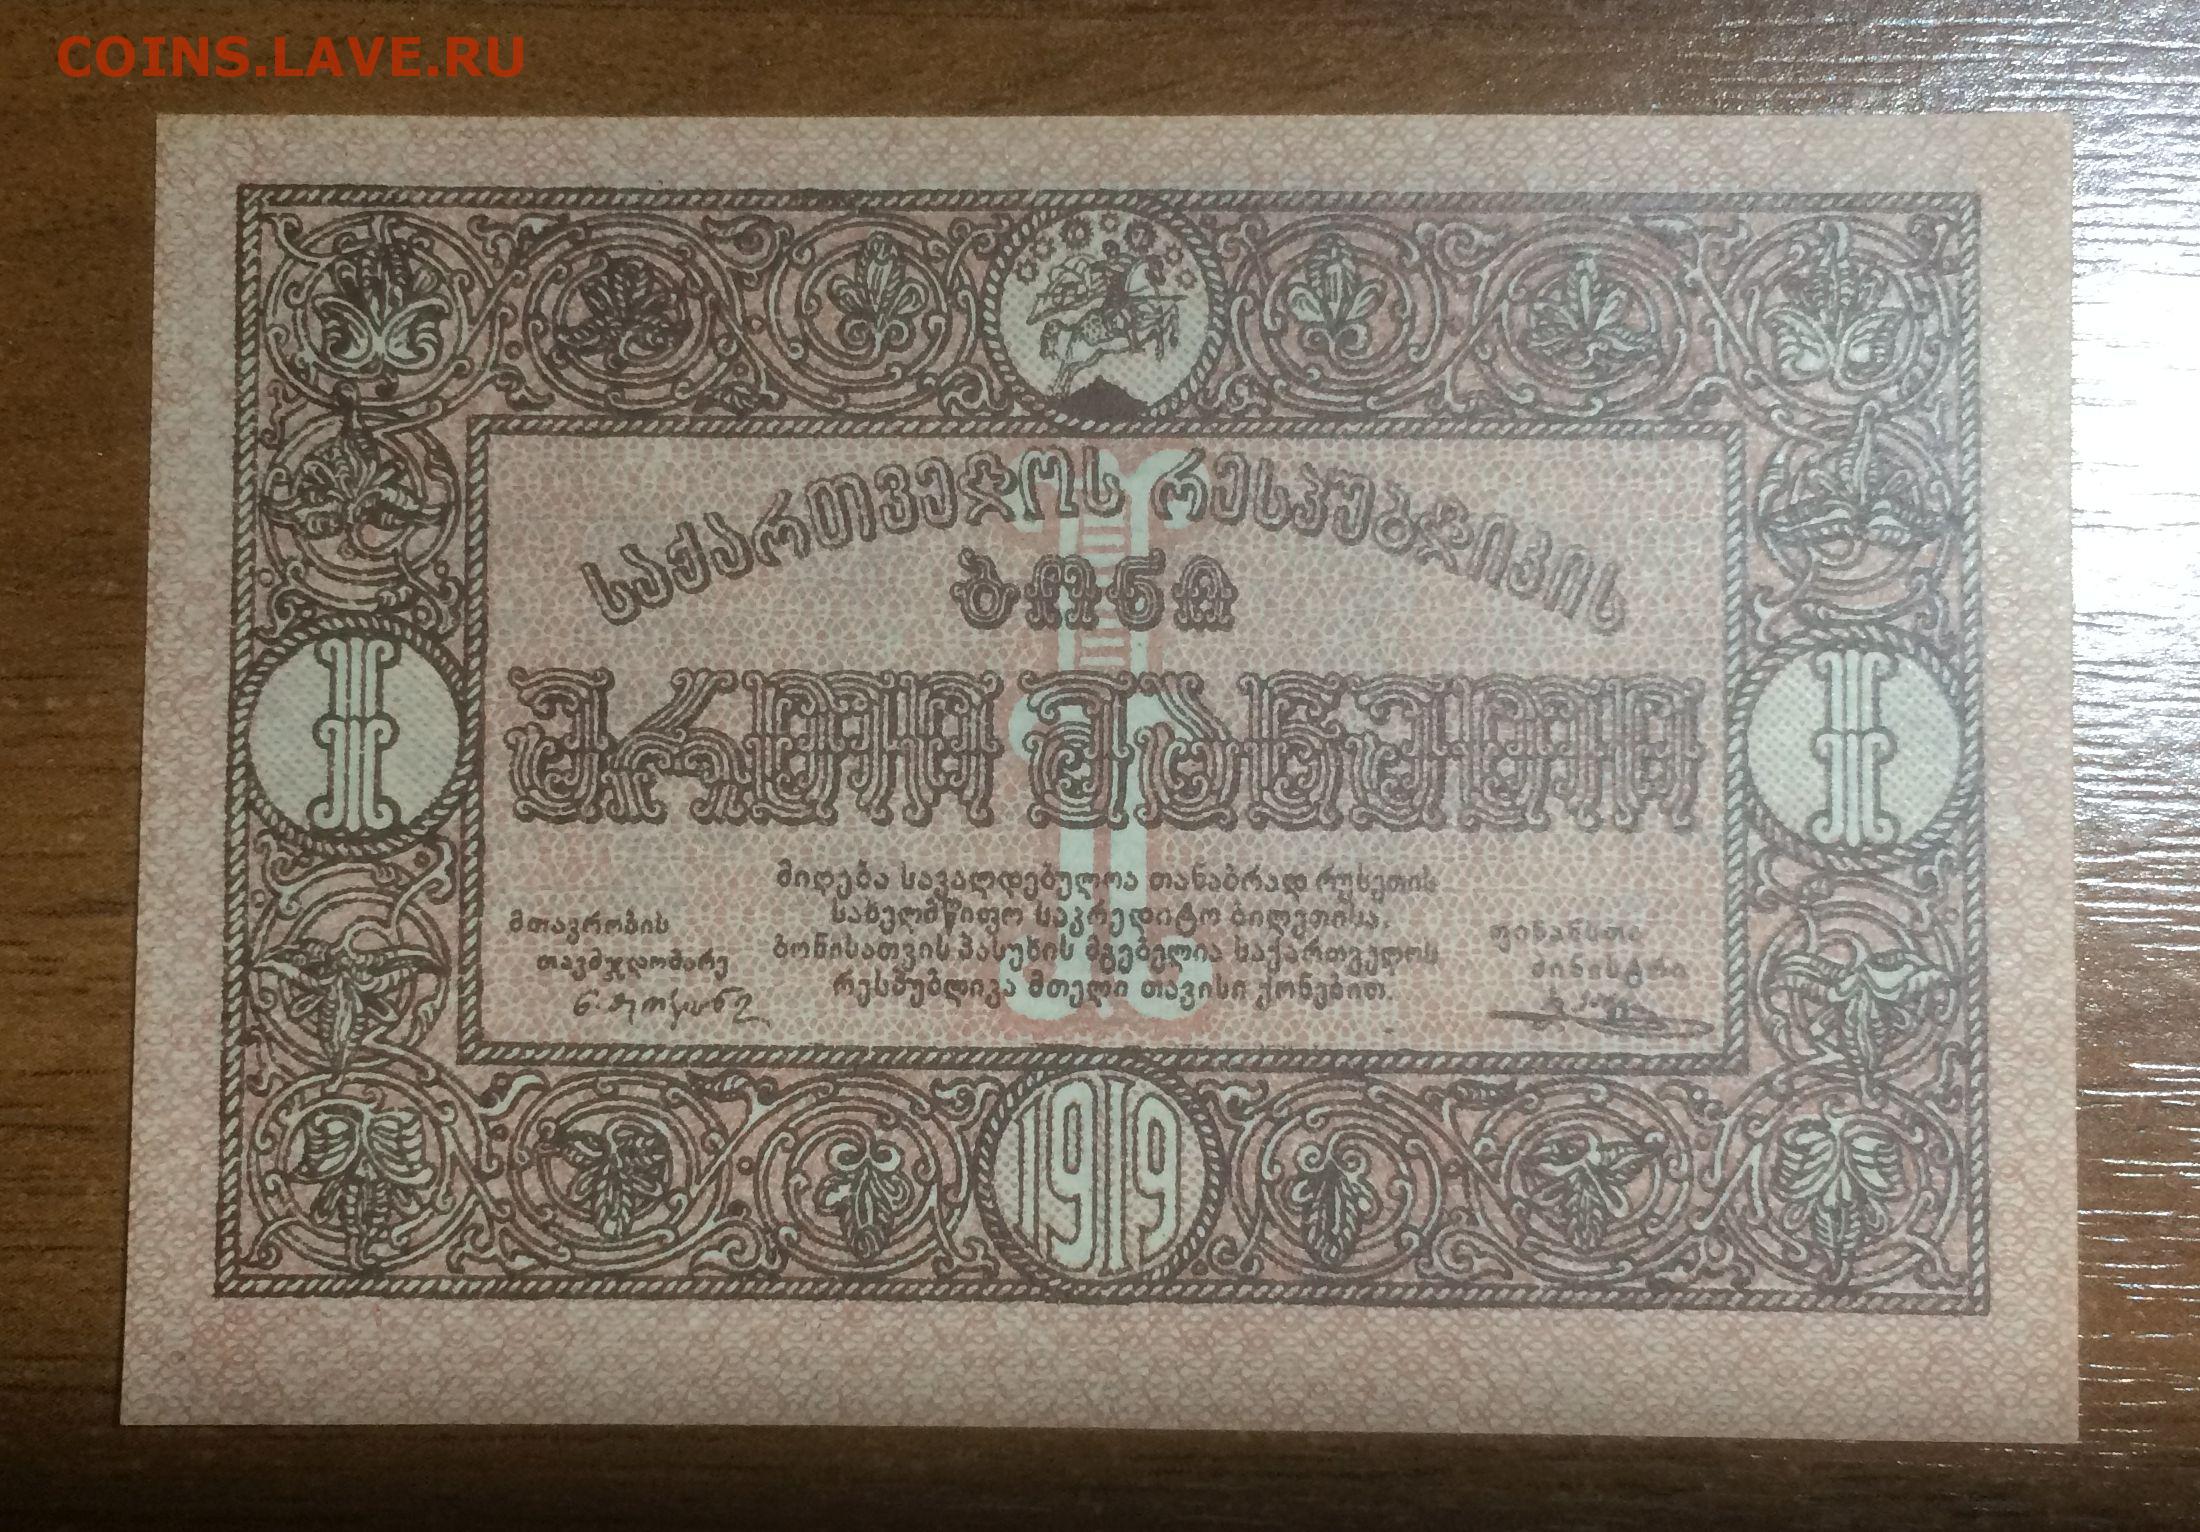 COINS.LAVE.RU
საქართველოს რესპუბლიკის
ბონი
I
ერთი მანეთი
I
მიღება სავალდებულოა თანაბრად რუსეთის
სახელმწიფო საკრედიტო ბილეთისა.
ბონისათვის პასუხის მგებელია საქართველოს
რესპუბლიკა მთელი თავისი ქონებით.
მთავრობის
თავმჯდომარე
ნ. ჟორდანია
ფინანსთა
მინისტრი
1919